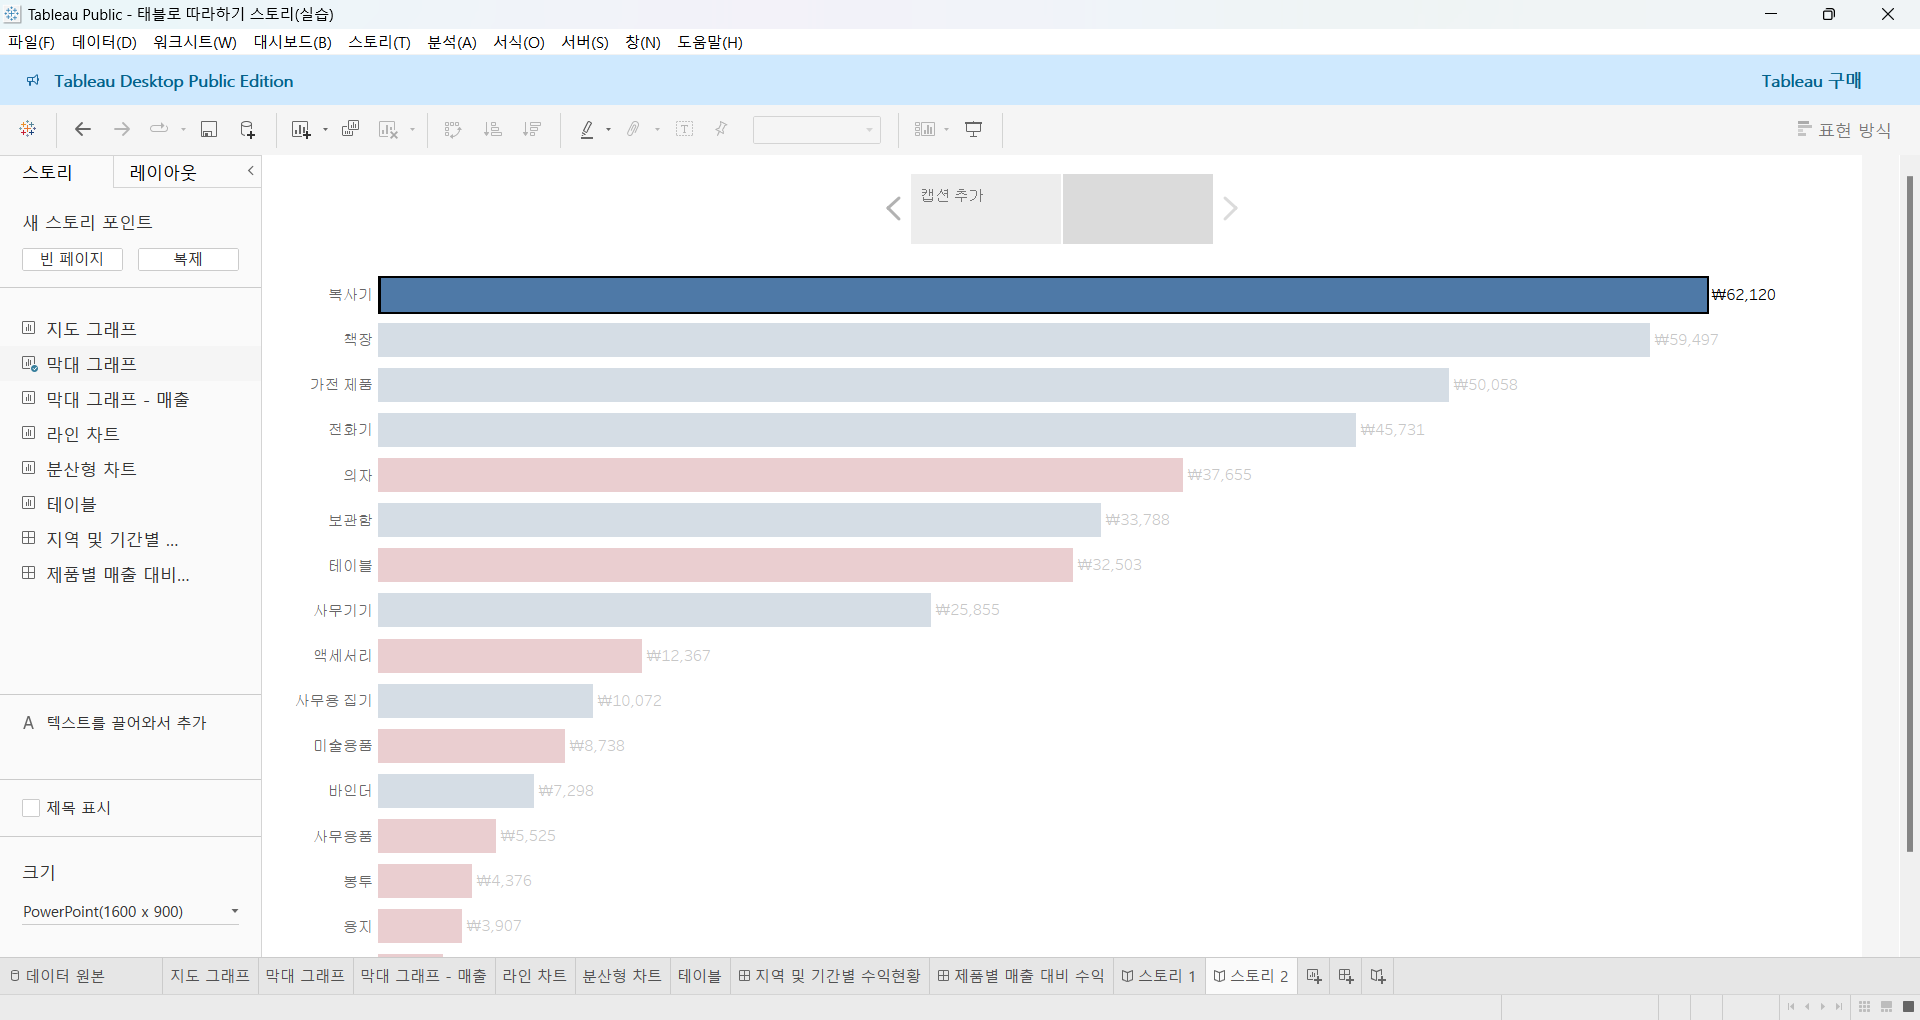 Tableau Public - 태블로 따라하기 스토리(실습)
파일(F) 데이터(D) 워크시트(W) 대시보드(B) 스토리(T) 분석(A) 서식(O) 서버(S) 창(N) 도움말(H)
Tableau Desktop Public Edition
Tableau 구매
표현 방식
스토리
레이아웃
새 스토리 포인트
빈 페이지
복제
지도 그래프
막대 그래프
막대 그래프 - 매출
라인 차트
분산형 차트
테이블
지역 및 기간별 ...
제품별 매출 대비...
A 텍스트를 끌어와서 추가
제목 표시
크기
PowerPoint(1600 x 900)
캡션 추가
복사기 ₩62,120
책장 ₩59,497
가전 제품 ₩50,058
전화기 ₩45,731
의자 ₩37,655
보관함 ₩33,788
테이블 ₩32,503
사무기기 ₩25,855
액세서리 ₩12,367
사무용 집기 ₩10,072
미술용품 ₩8,738
바인더 ₩7,298
사무용품 ₩5,525
봉투 ₩4,376
용지 ₩3,907
데이터 원본 지도 그래프 막대 그래프 막대 그래프 - 매출 라인 차트 분산형 차트 테이블 지역 및 기간별 수익현황 제품별 매출 대비 수익 스토리 1 스토리 2